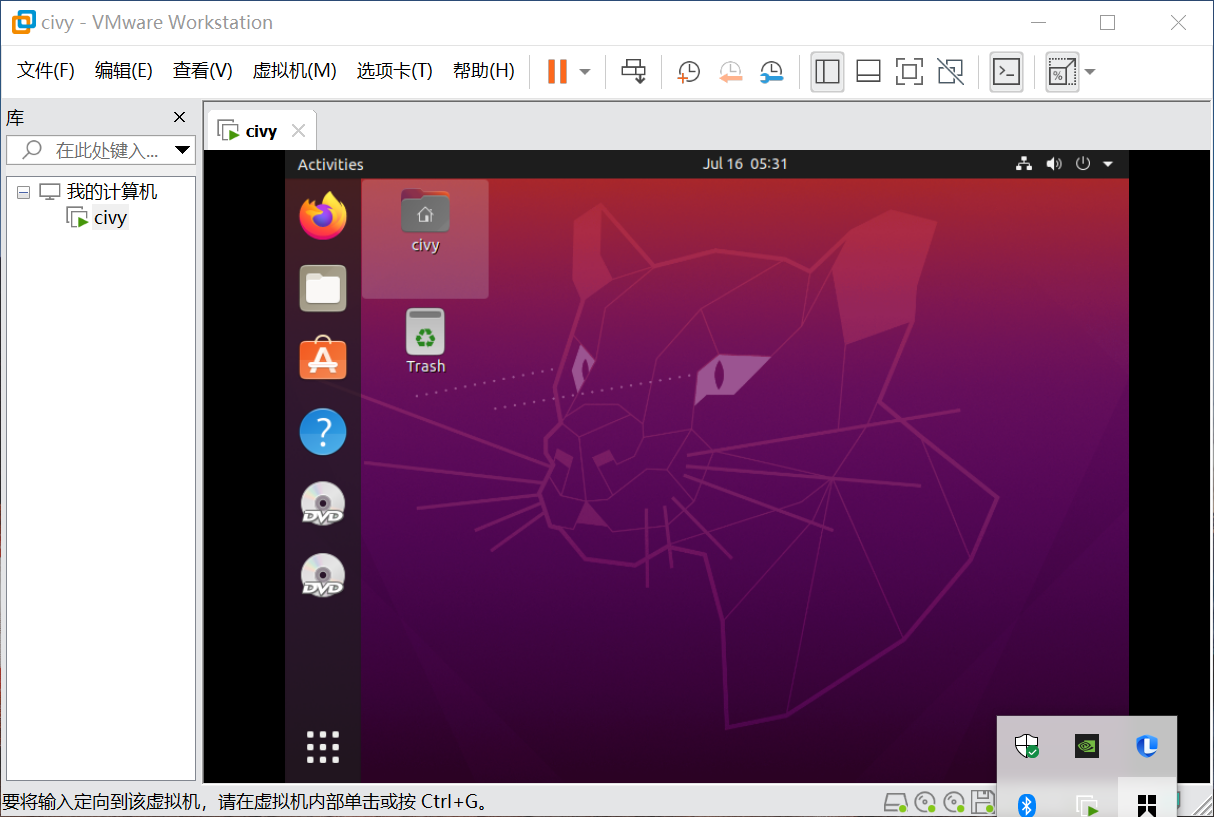 civy - VMware Workstation
文件(F) 编辑(E) 查看(V) 虚拟机(M) 选项卡(T) 帮助(H)
库
在此处键入...
我的计算机
civy
civy
Activities
Jul 16 05:31
civy
Trash
DVD
DVD
要将输入定向到该虚拟机，请在虚拟机内部单击或按 Ctrl+G。